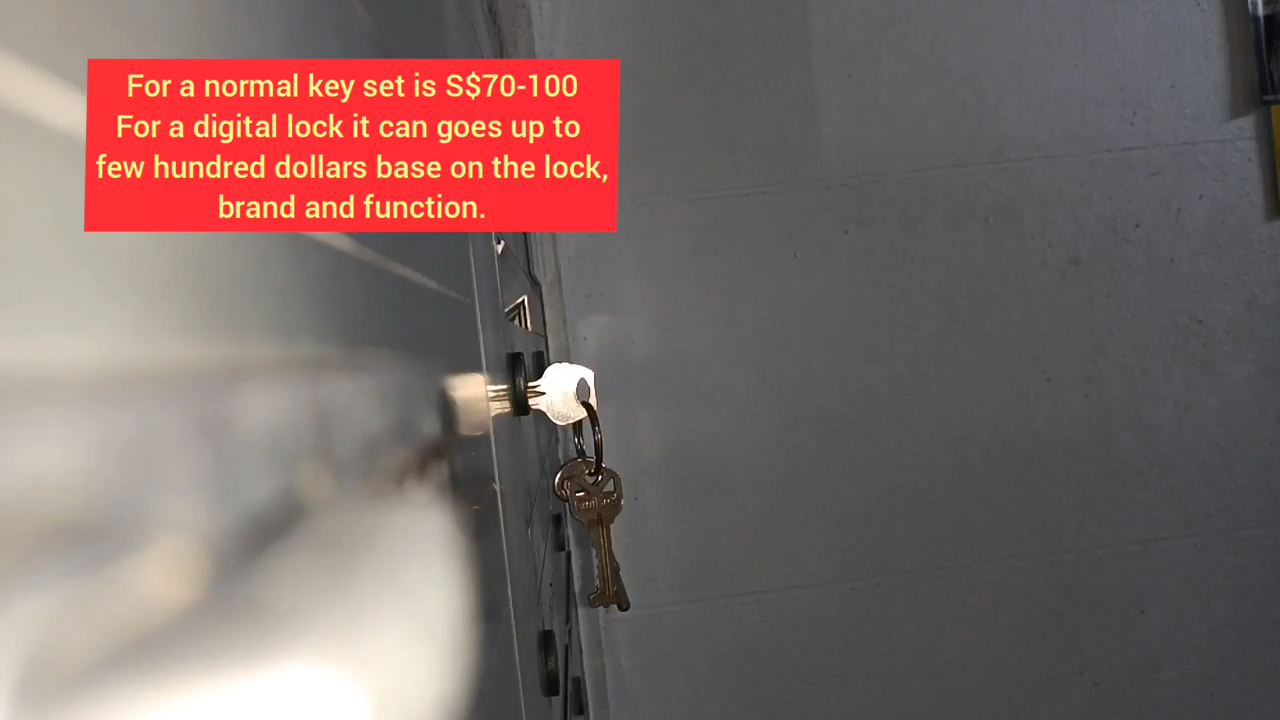 For a normal key set is S$70-100
For a digital lock it can goes up to
few hundred dollars base on the lock,
brand and function.